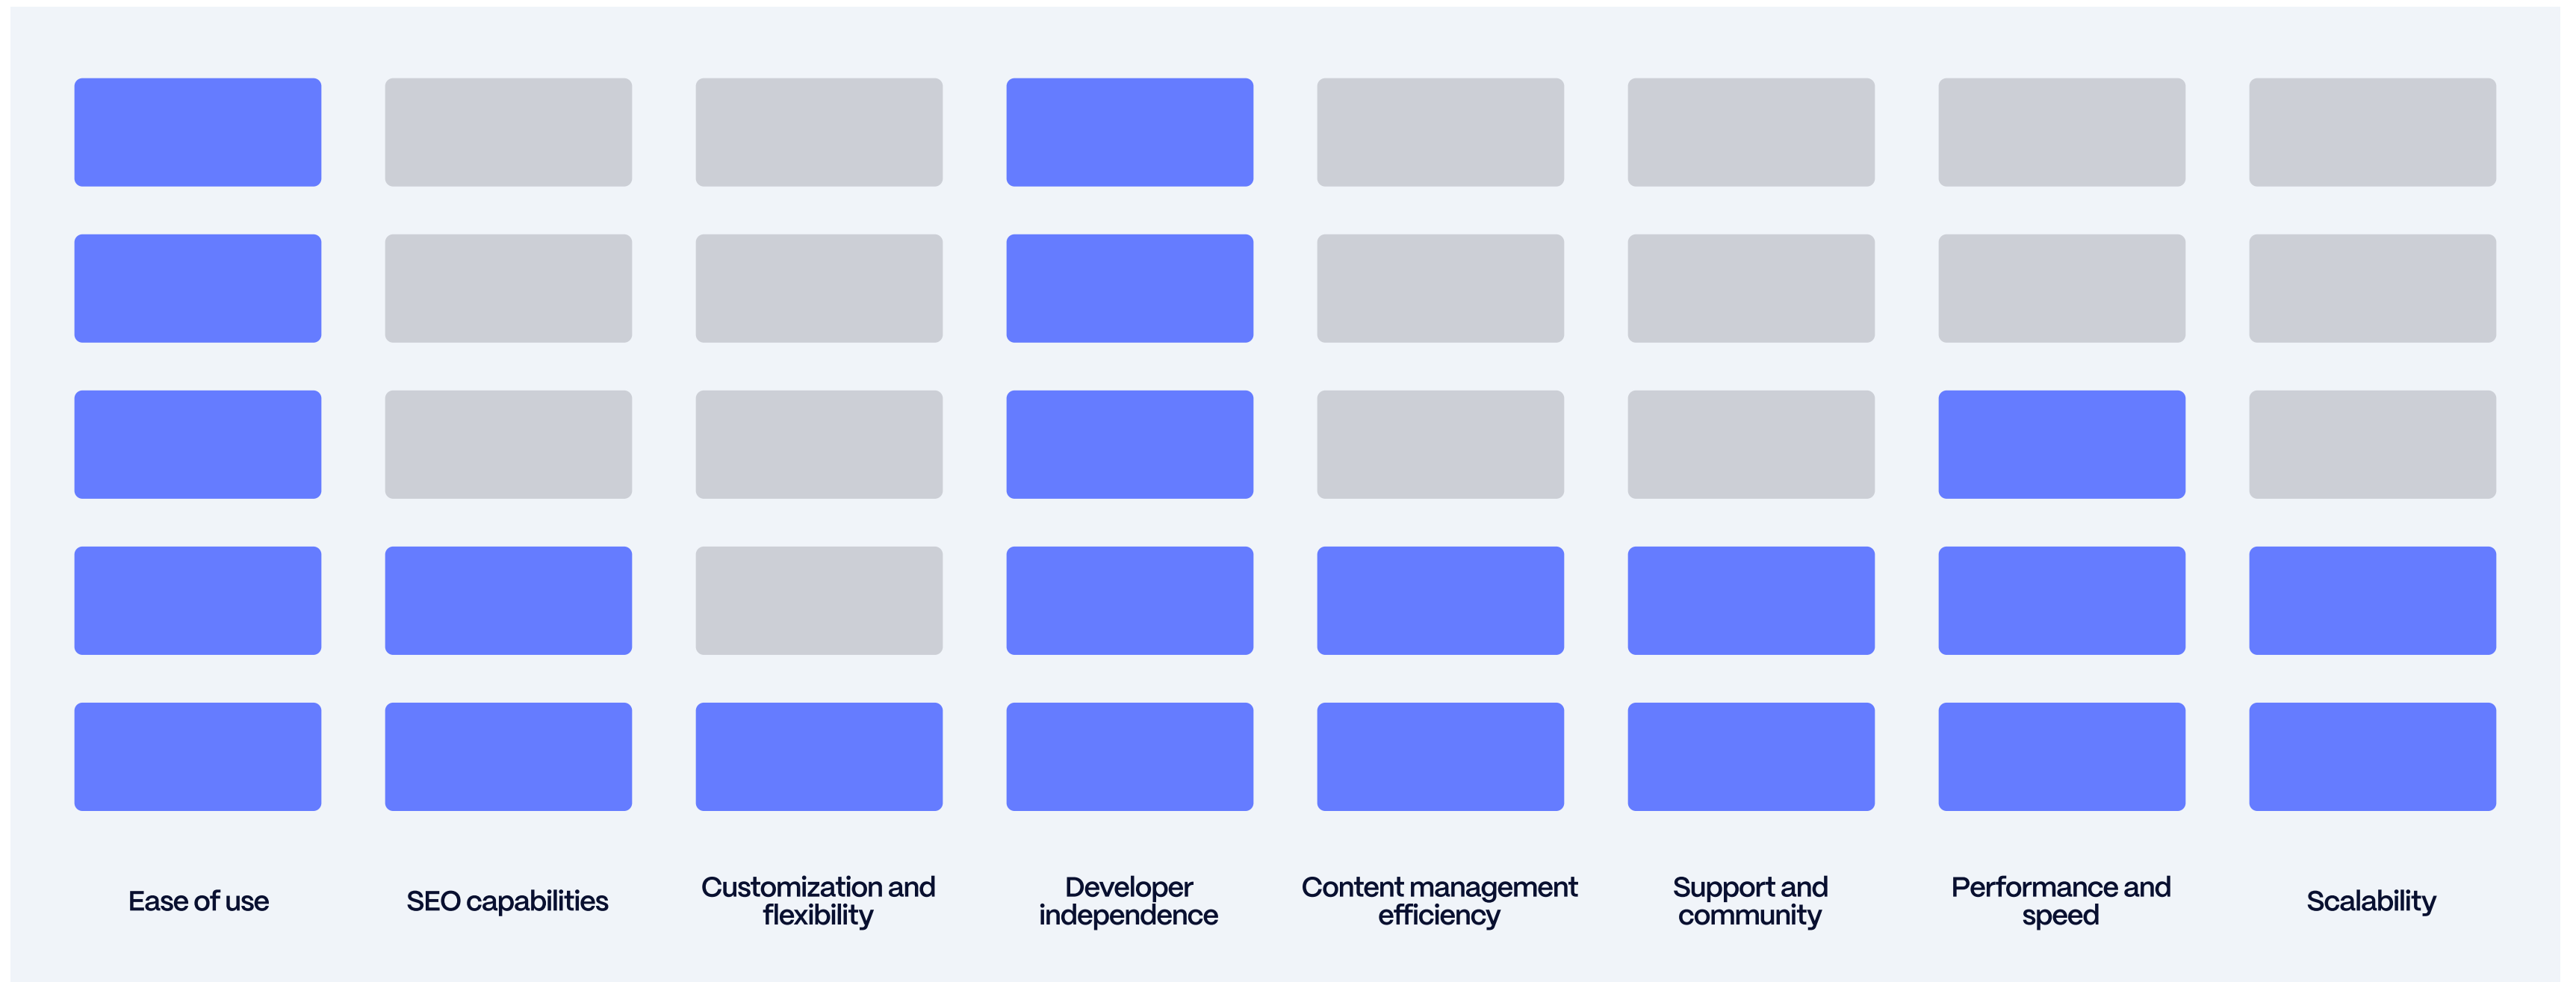 Ease of use
SEO capabilities
Customization and
flexibility
Developer
independence
Content management
efficiency
Support and
community
Performance and
speed
Scalability